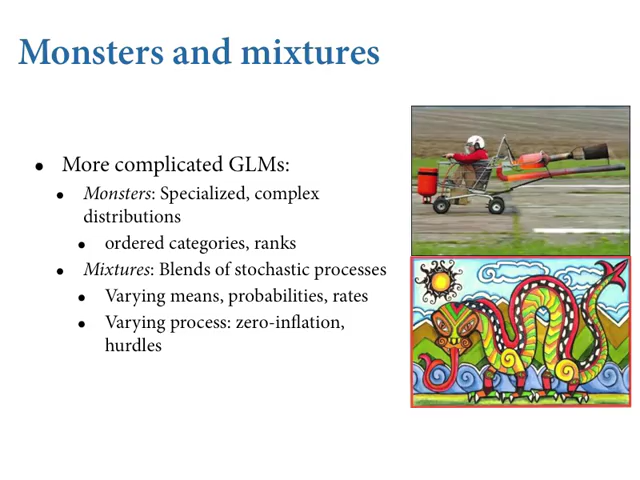 Monsters and mixtures
• More complicated GLMs:
• Monsters: Specialized, complex
distributions
• ordered categories, ranks
• Mixtures: Blends of stochastic processes
• Varying means, probabilities, rates
• Varying process: zero-inflation,
hurdles